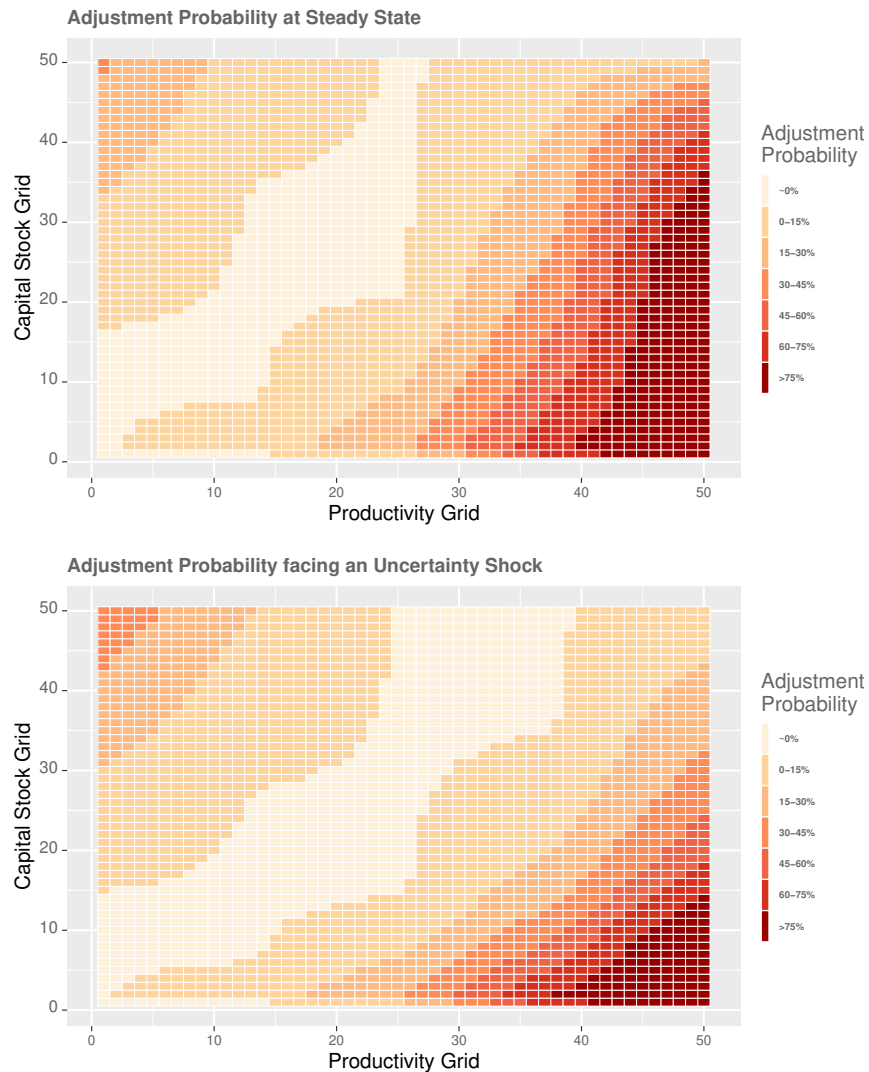 Adjustment Probability at Steady State
50
40
30
20
10
0
Capital Stock Grid
0 10 20 30 40 50
Productivity Grid
Adjustment
Probability
~0%
0–15%
15–30%
30–45%
45–60%
60–75%
>75%
Adjustment Probability facing an Uncertainty Shock
50
40
30
20
10
0
Capital Stock Grid
0 10 20 30 40 50
Productivity Grid
Adjustment
Probability
~0%
0–15%
15–30%
30–45%
45–60%
60–75%
>75%